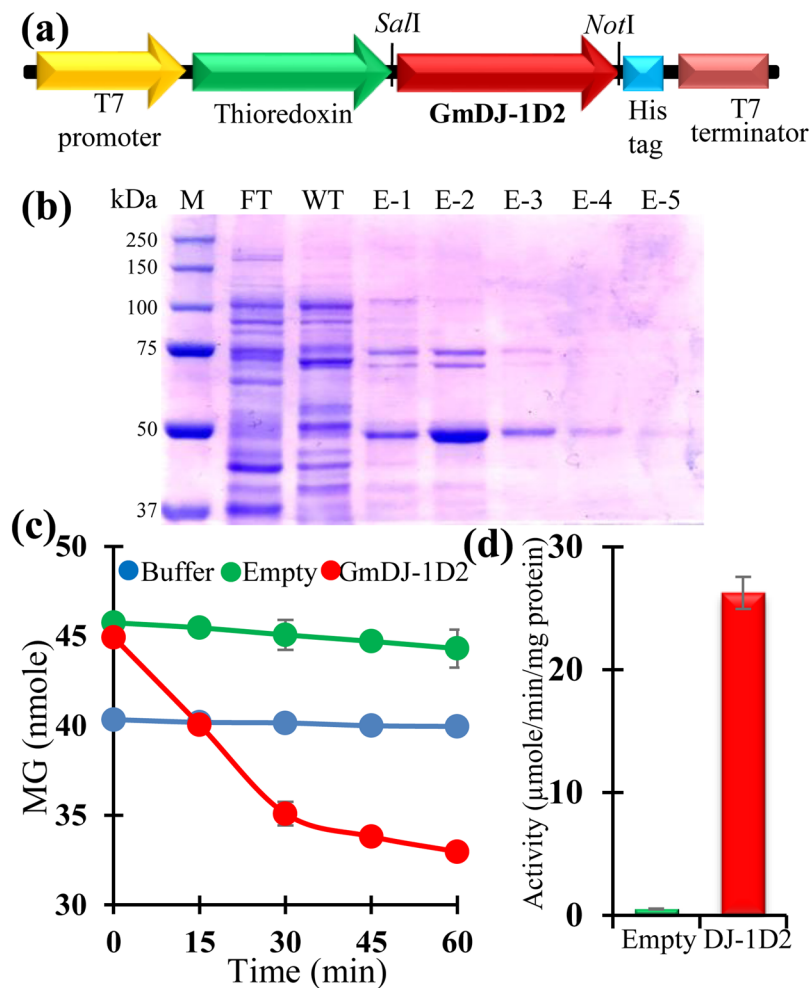 (a)
SalI
NotI
T7 promoter
Thioredoxin
GmDJ-1D2
His tag
T7 terminator
(b)
kDa M FT WT E-1 E-2 E-3 E-4 E-5
250
150
100
75
50
37
(c)
50
45
40
35
30
MG (nmole)
Buffer Empty GmDJ-1D2
0 15 30 45 60
Time (min)
(d)
30
20
10
0
Activity (µmole/min/mg protein)
Empty DJ-1D2